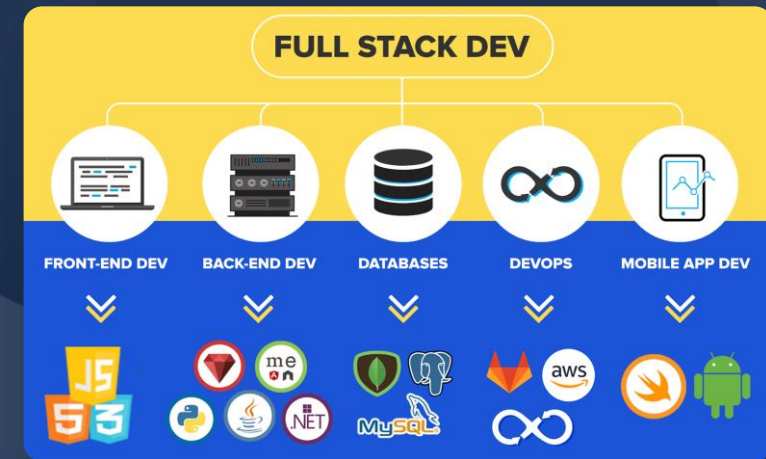 FULL STACK DEV
FRONT-END DEV
BACK-END DEV
DATABASES
DEVOPS
MOBILE APP DEV
JS
5 3
me
.NET
MySQL
aws